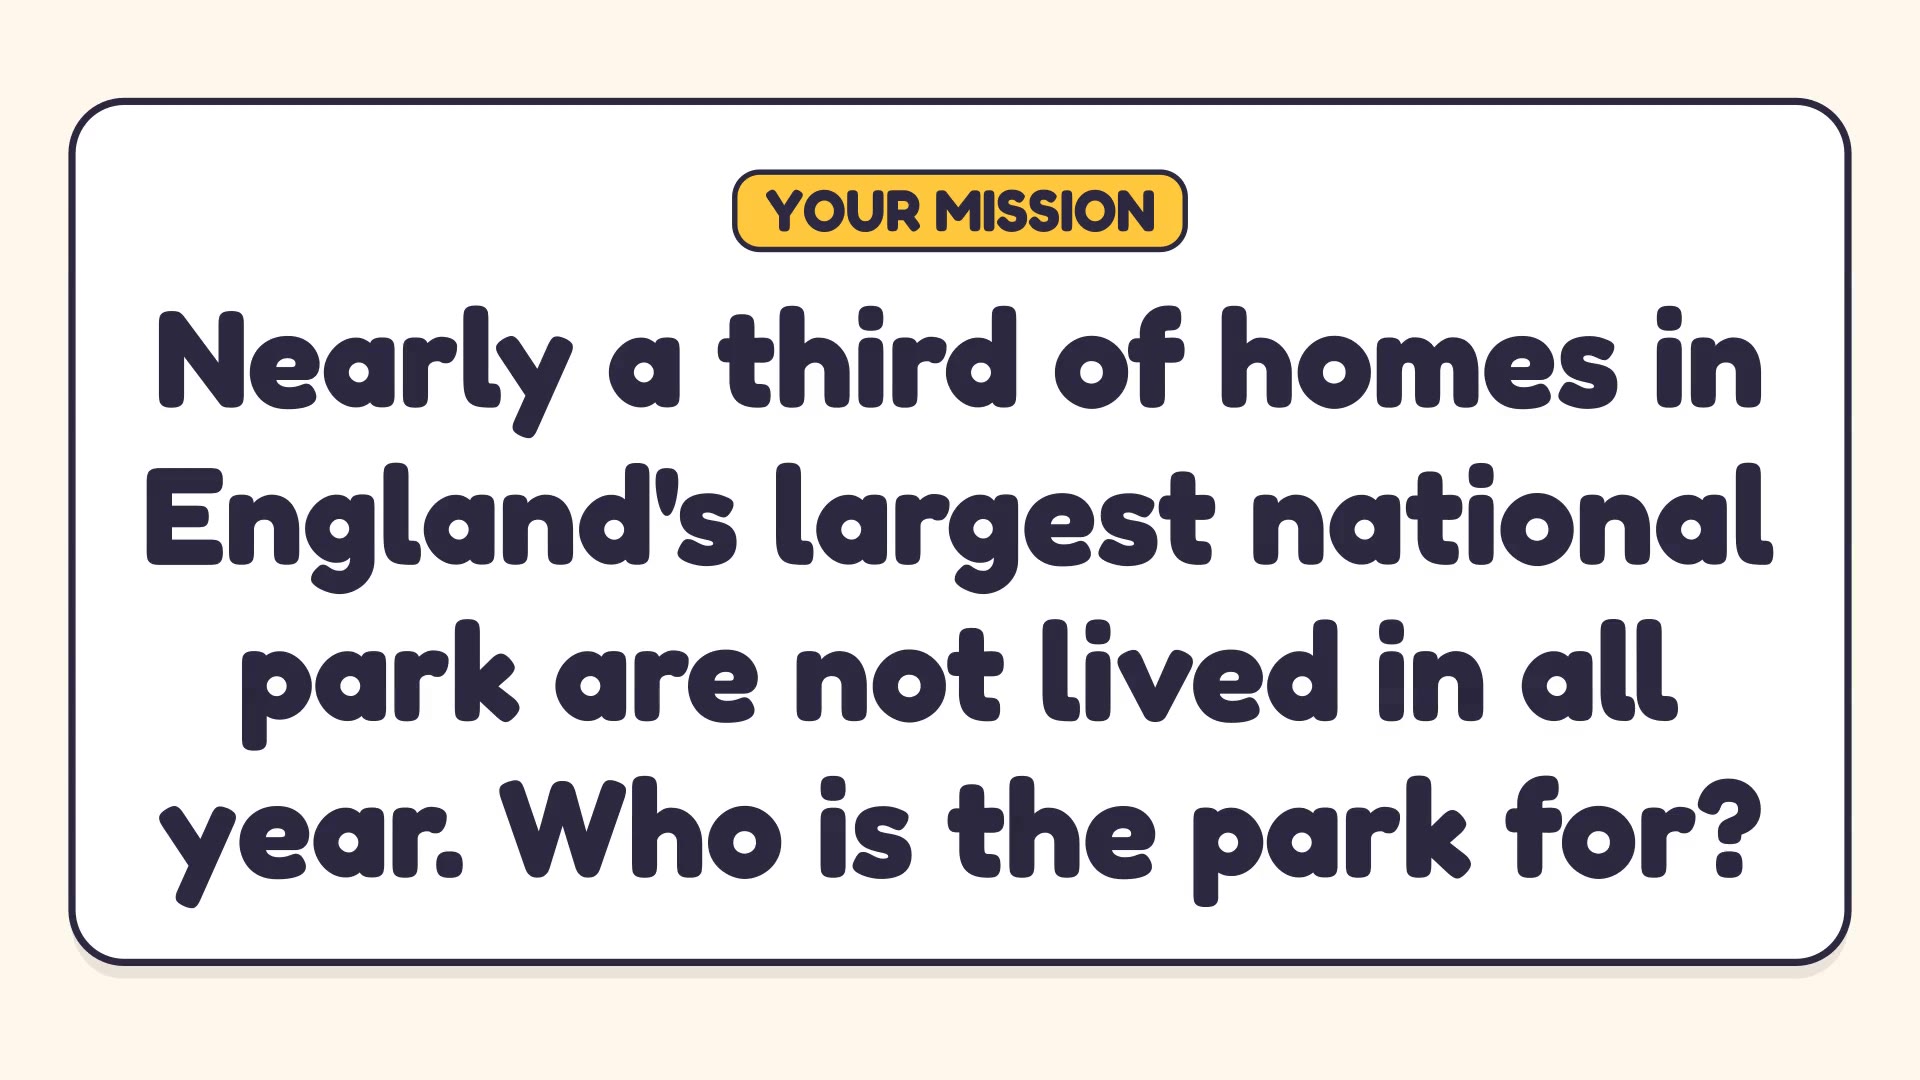 YOUR MISSION
Nearly a third of homes in
England's largest national
park are not lived in all
year. Who is the park for?